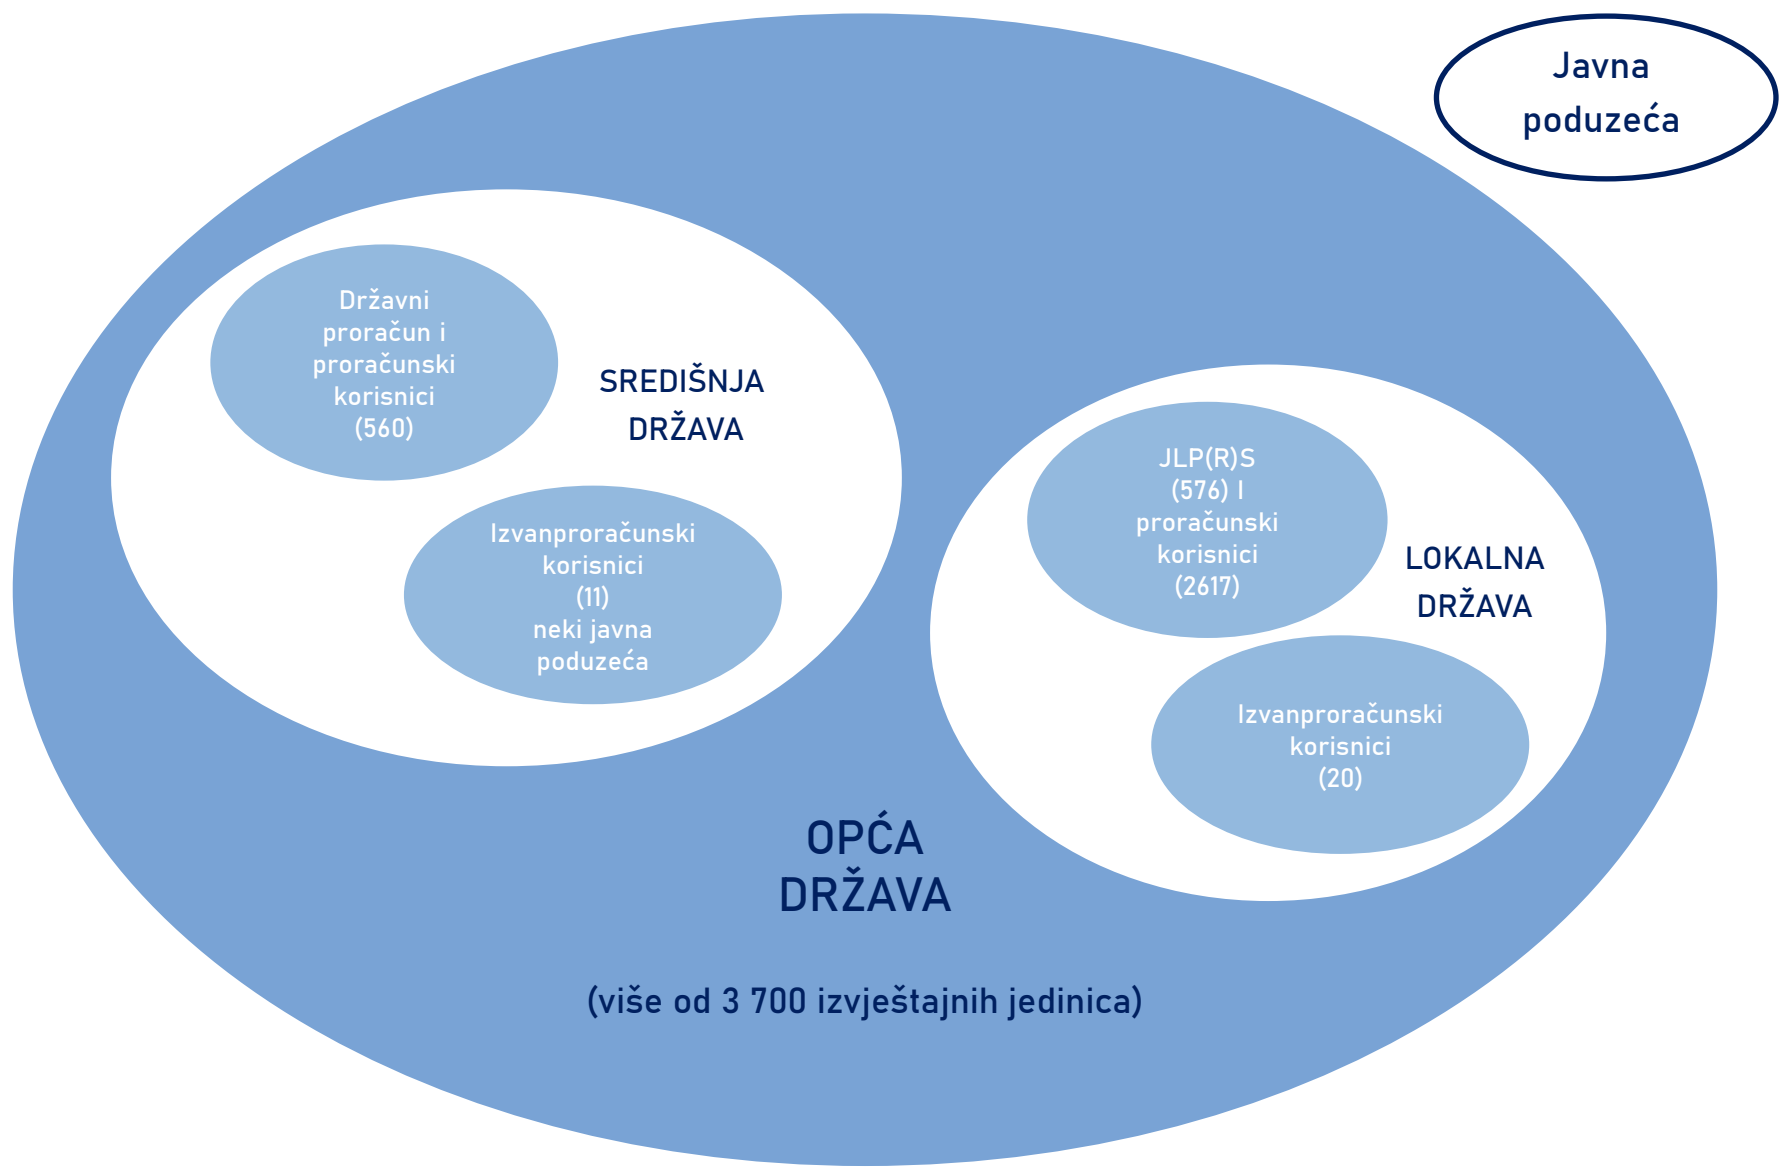 Javna
poduzeća
Državni
proračun i
proračunski
korisnici
(560)
SREDIŠNJA
DRŽAVA
Izvanproračunski
korisnici
(11)
neki javna
poduzeća
JLP(R)S
(576) I
proračunski
korisnici
(2617)
LOKALNA
DRŽAVA
Izvanproračunski
korisnici
(20)
OPĆA
DRŽAVA
(više od 3 700 izvještajnih jedinica)